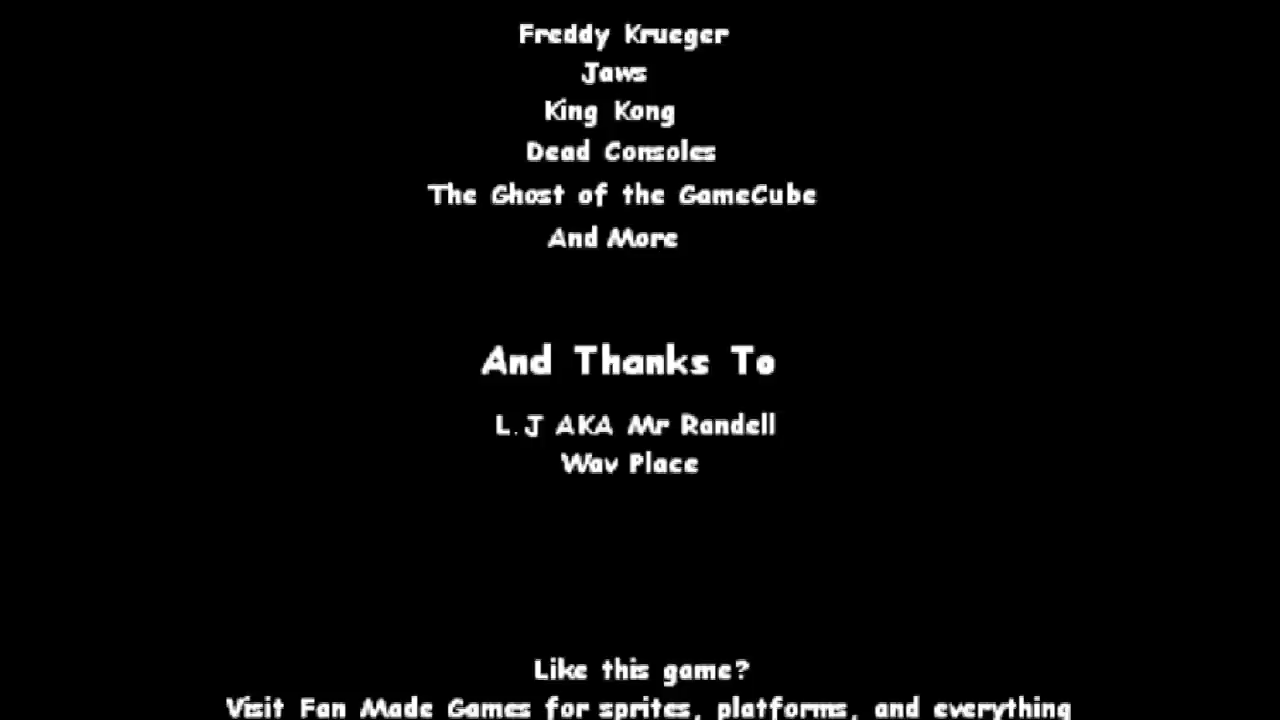 Freddy Krueger
Jaws
King Kong
Dead Consoles
The Ghost of the GameCube
And More
And Thanks To
L.J AKA Mr Randell
Wav Place
Like this game?
Visit Fan Made Games for sprites, platforms, and everything